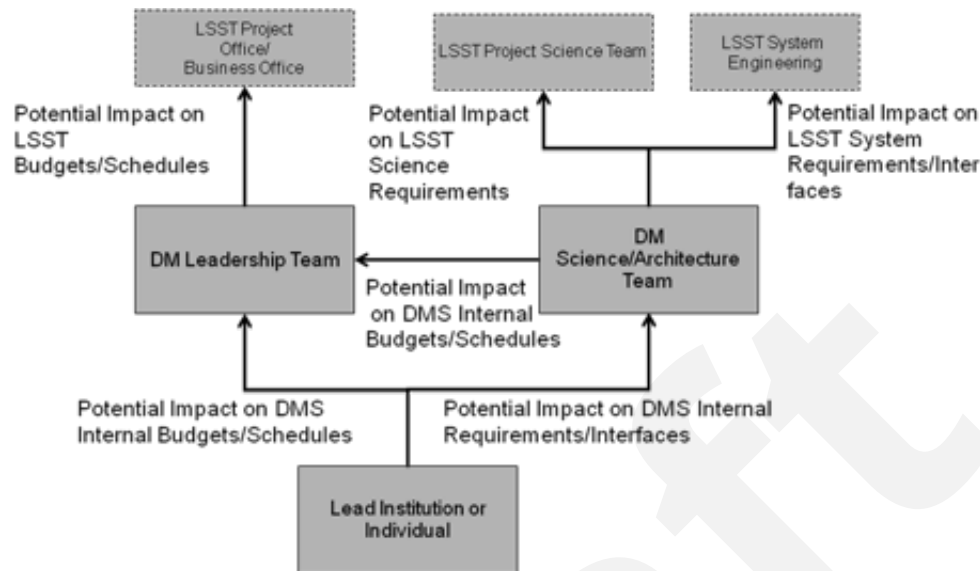 LSST Project
Office/
Business Office
LSST Project Science Team
LSST System
Engineering
Potential Impact on
LSST
Budgets/Schedules
Potential Impact
on LSST
Science
Requirements
Potential Impact on
LSST System
Requirements/Inter
faces
DM Leadership Team
DM
Science/Architecture
Team
Potential Impact
on DMS Internal
Budgets/Schedules
Potential Impact on DMS
Internal Budgets/Schedules
Potential Impact on DMS Internal
Requirements/Interfaces
Lead Institution or
Individual